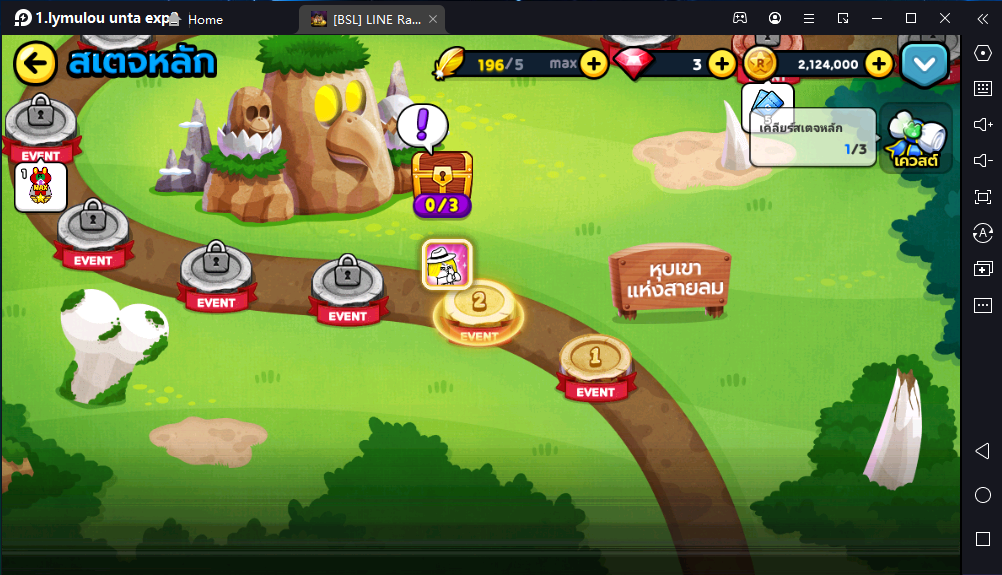 1.lymulou unta exp
Home
[BSL] LINE Ra...
สเตจหลัก
196/5
max
3
R
2,124,000
5
เคลียร์สเตจหลัก
1/3
เควสต์
EVENT
1
MAX
0/3
EVENT
EVENT
EVENT
2
EVENT
1
EVENT
หุบเขา
แห่งสายลม